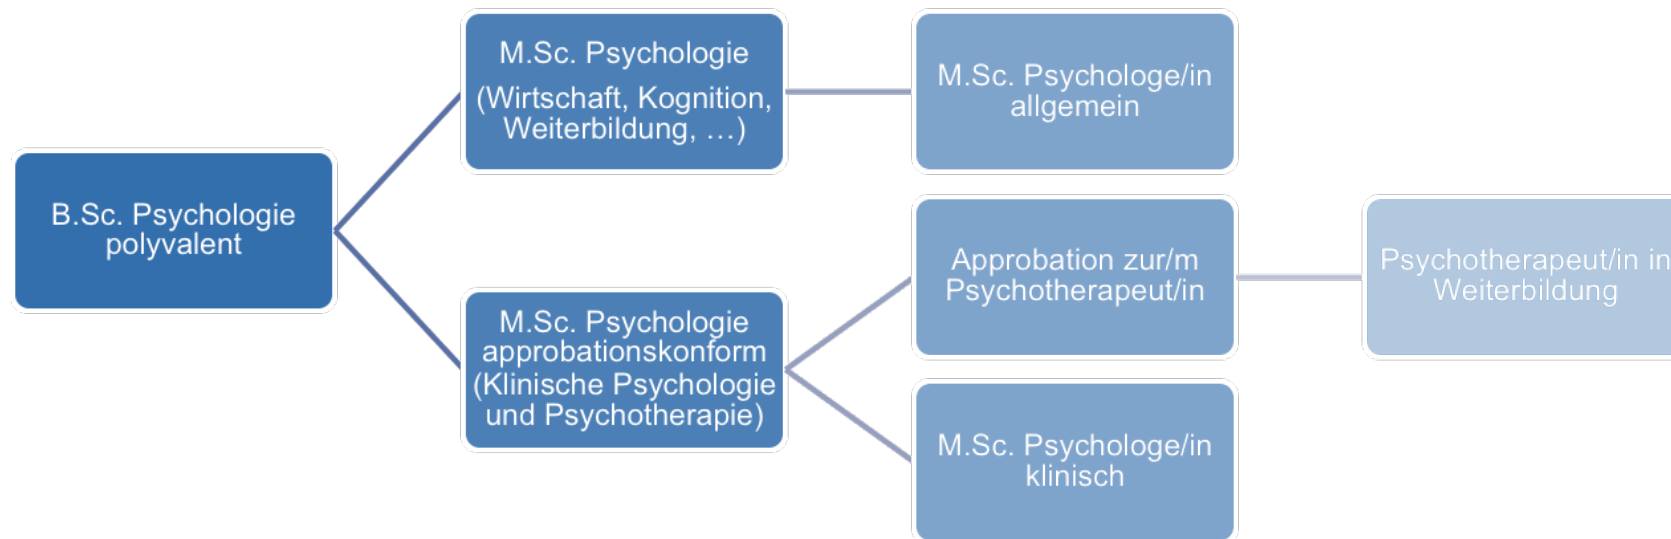 B.Sc. Psychologie
polyvalent
M.Sc. Psychologie
(Wirtschaft, Kognition,
Weiterbildung, …)
M.Sc. Psychologie
approbationskonform
(Klinische Psychologie
und Psychotherapie)
M.Sc. Psychologe/in
allgemein
Approbation zur/m
Psychotherapeut/in
M.Sc. Psychologe/in
klinisch
Psychotherapeut/in in
Weiterbildung